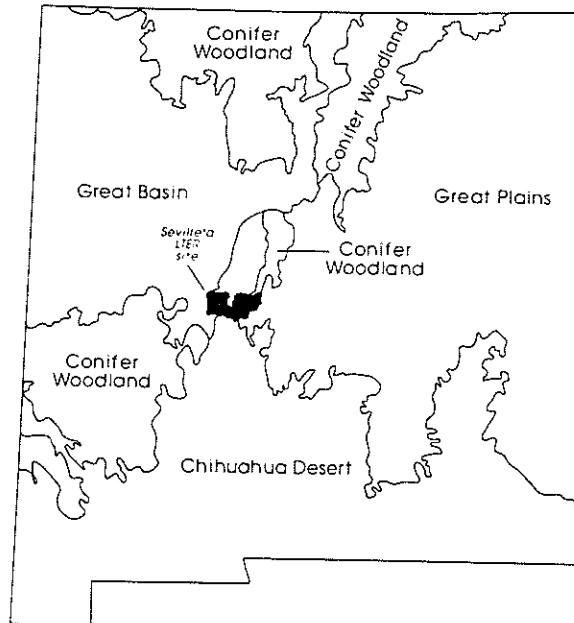 Conifer
Woodland
Conifer Woodland
Great Basin
Great Plains
Sevilleta
LTER
site
Conifer
Woodland
Conifer
Woodland
Chihuahua Desert